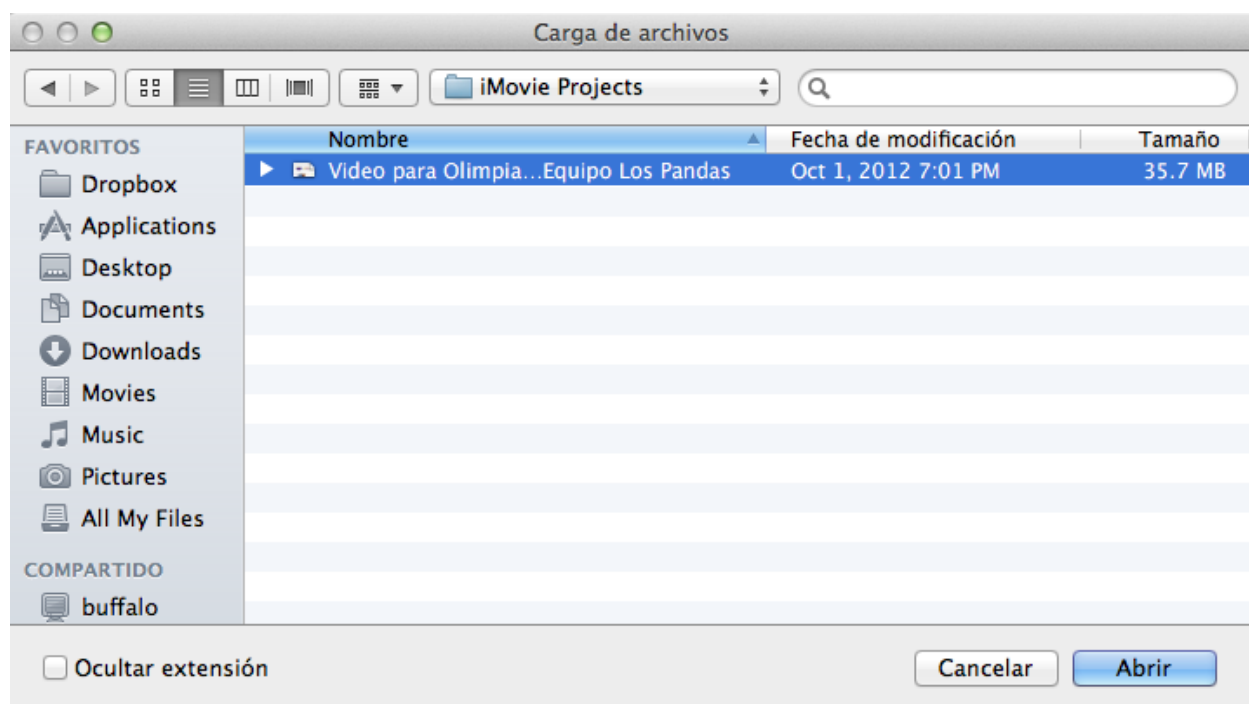 Carga de archivos
iMovie Projects
FAVORITOS
Dropbox
Applications
Desktop
Documents
Downloads
Movies
Music
Pictures
All My Files
COMPARTIDO
buffalo
Nombre Fecha de modificación Tamaño
Video para Olimpia...Equipo Los Pandas Oct 1, 2012 7:01 PM 35.7 MB
Ocultar extensión
Cancelar Abrir